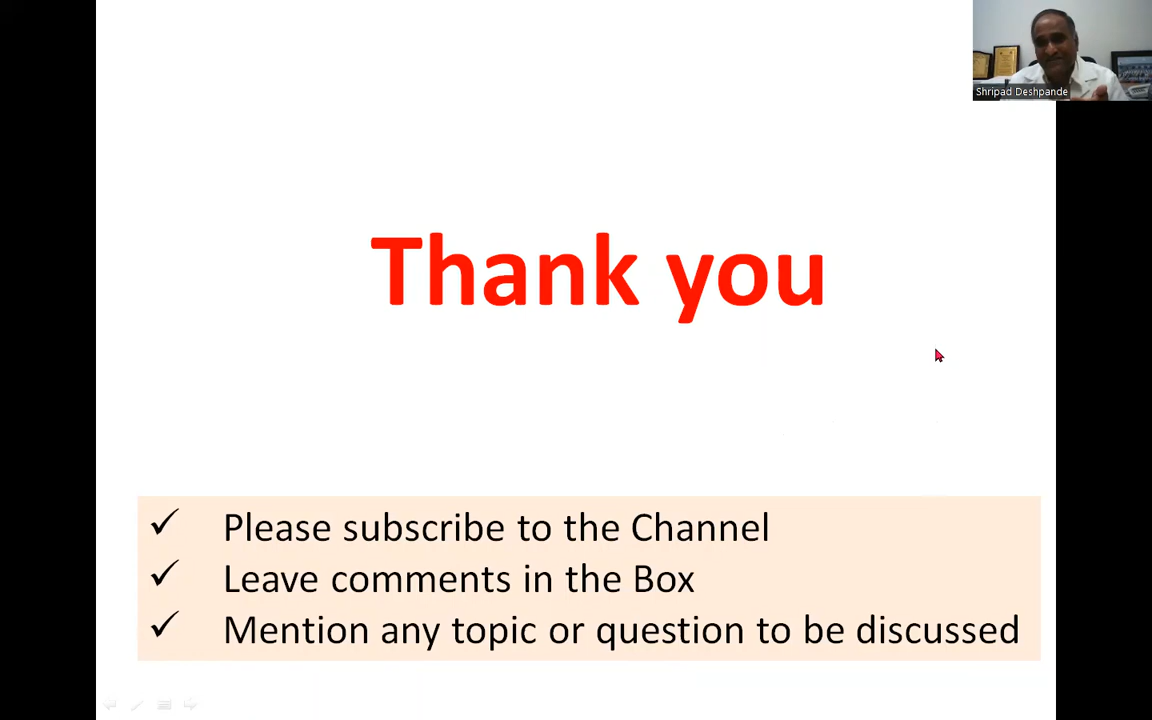 Shripad Deshpande
Thank you
✓ Please subscribe to the Channel
✓ Leave comments in the Box
✓ Mention any topic or question to be discussed